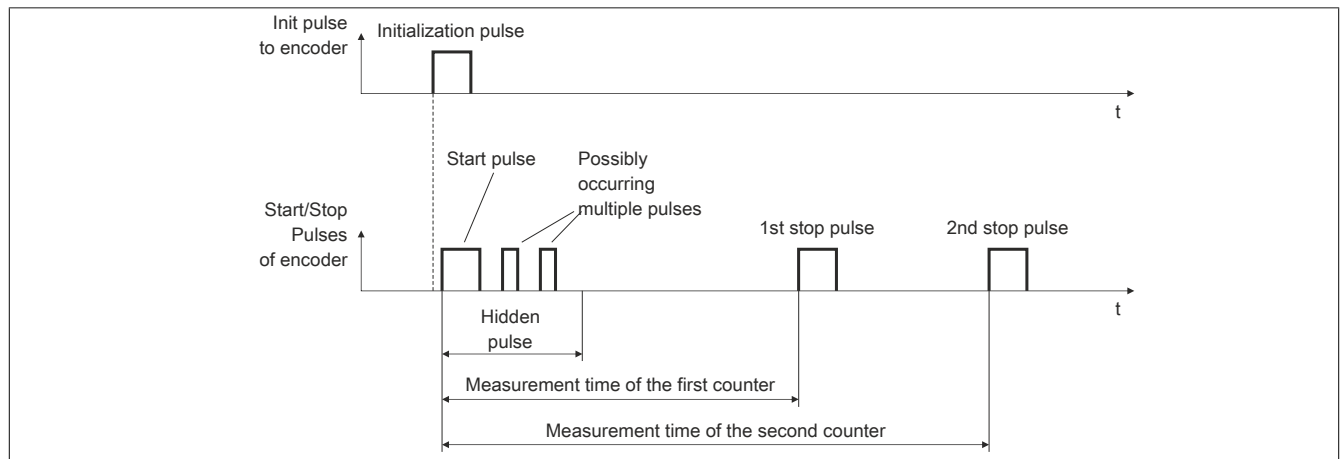 Init pulse
to encoder
Initialization pulse
t
Start pulse
Possibly
occurring
multiple pulses
Start/Stop
Pulses
of encoder
1st stop pulse
2nd stop pulse
t
Hidden
pulse
Measurement time of the first counter
Measurement time of the second counter